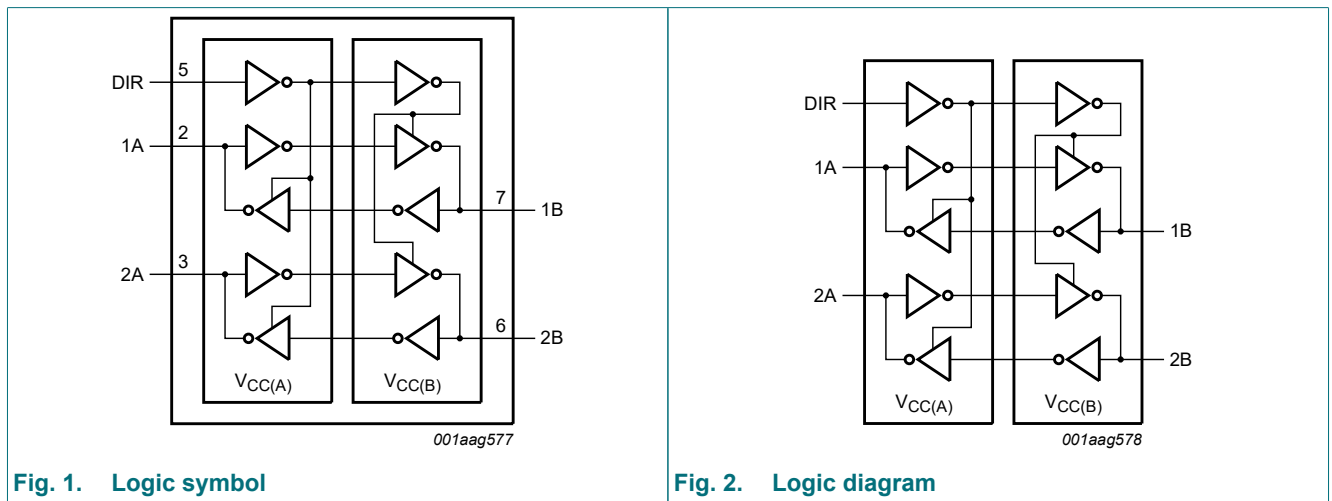 DIR
5
1A
2
7
1B
2A
3
6
2B
VCC(A)
VCC(B)
001aag577
Fig. 1. Logic symbol
DIR
1A
1B
2A
2B
VCC(A)
VCC(B)
001aag578
Fig. 2. Logic diagram